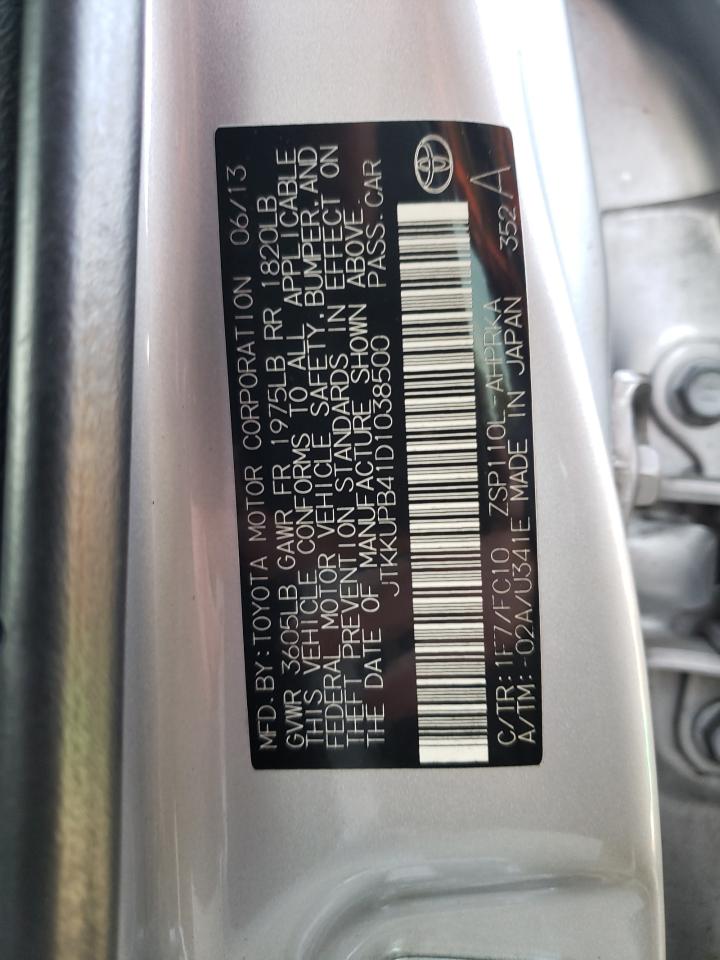 MFD.BY:TOYOTA MOTOR CORPORATION 06/13
GVWR 3605LB GAWR FR 1975LB RR 1820LB
THIS VEHICLE CONFORMS TO ALL APPLICABLE
FEDERAL MOTOR VEHICLE SAFETY,BUMPER,AND
THEFT PREVENTION STANDARDS IN EFFECT ON
THE DATE OF MANUFACTURE SHOWN ABOVE.
JTKKUPB41D1038500 PASS.CAR
C/TR: 1F7/FC10 ZSP110L-AHPRKA 352 A
A/TM: -02A/U341E MADE IN JAPAN